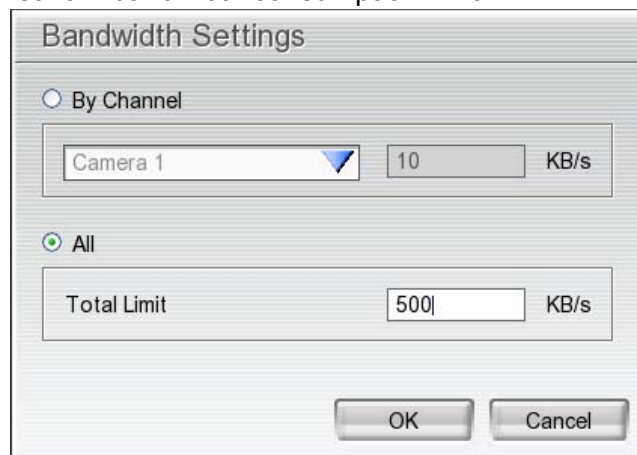 Bandwidth Settings
By Channel
Camera 1 10 KB/s
All
Total Limit 500 KB/s
OK Cancel